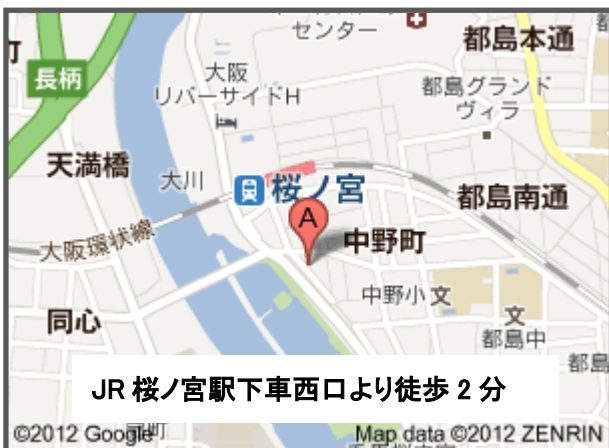 センター
都島本通
町
長柄
大阪
リバーサイドH
都島グランド
ヴィラ
天満橋
大川
桜ノ宮
都島南通
A
大阪環状線
中野町
中野小 文
同心
文
都島中
都島
JR 桜ノ宮駅下車西口より徒歩 2 分
©2012 Google
Map data ©2012 ZENRIN